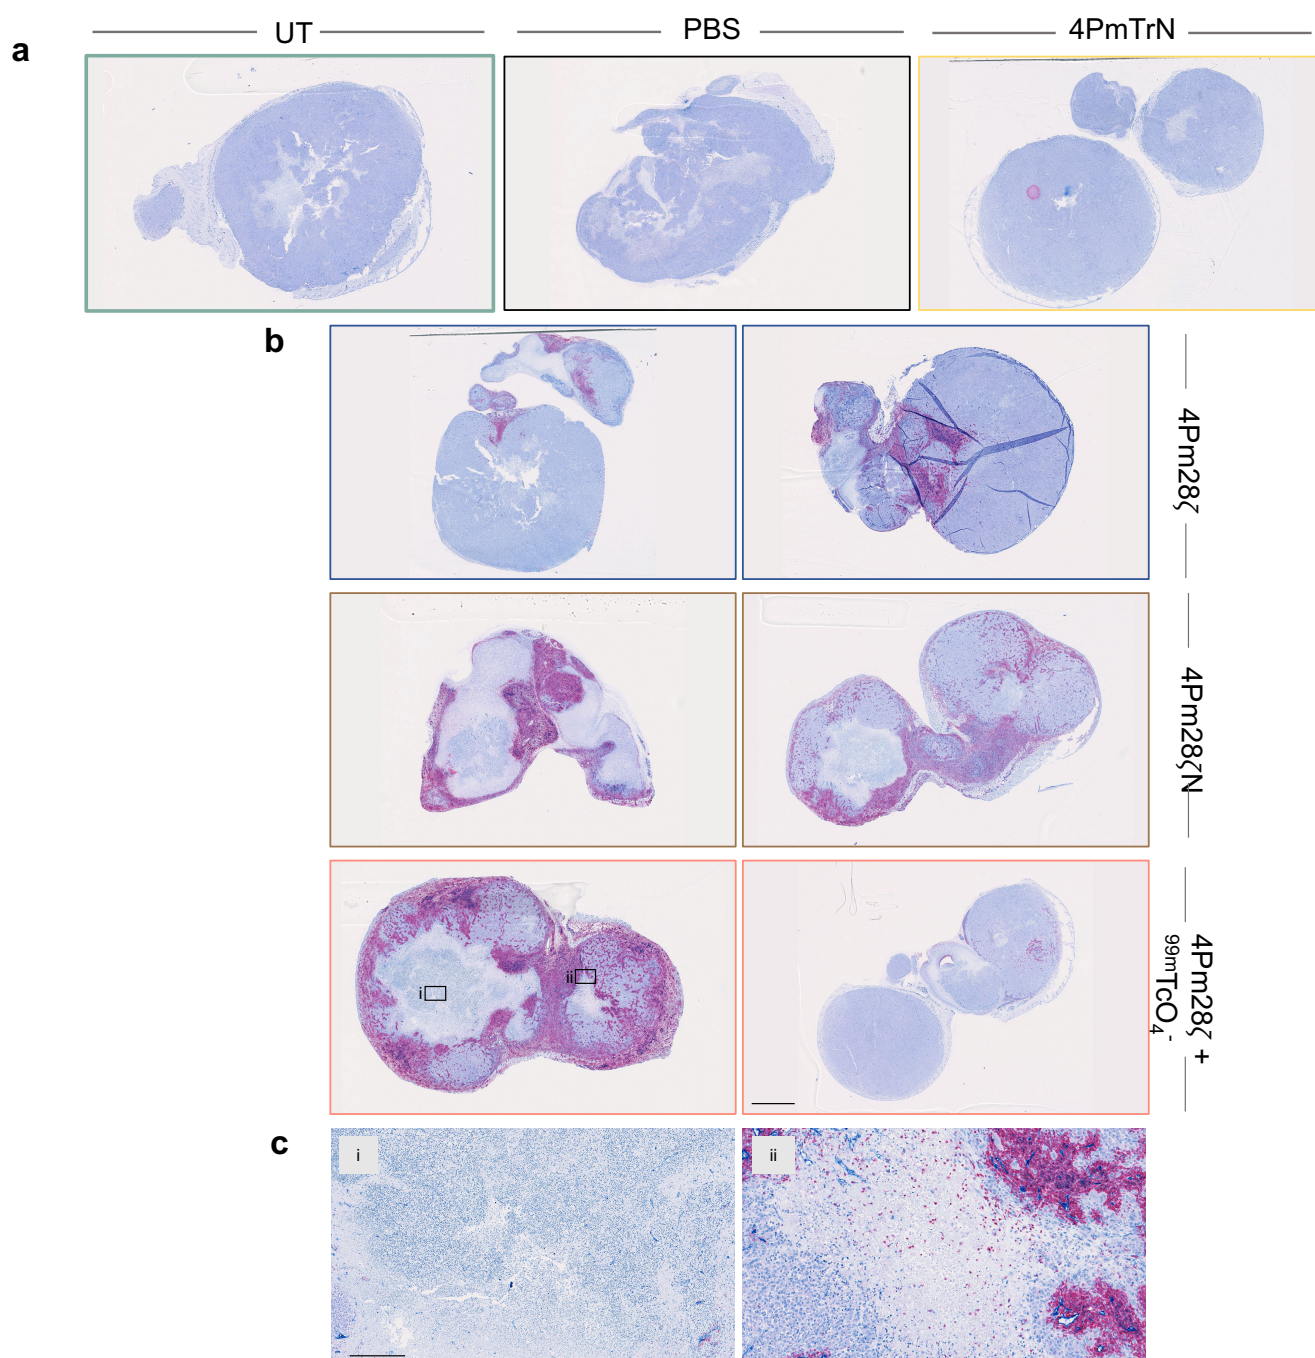 UT PBS 4PmTrN
a
b
4Pm28ζ
4Pm28ζN
4Pm28ζ +
⁹⁹ᵐTcO₄⁻
i
ii
c
i
ii